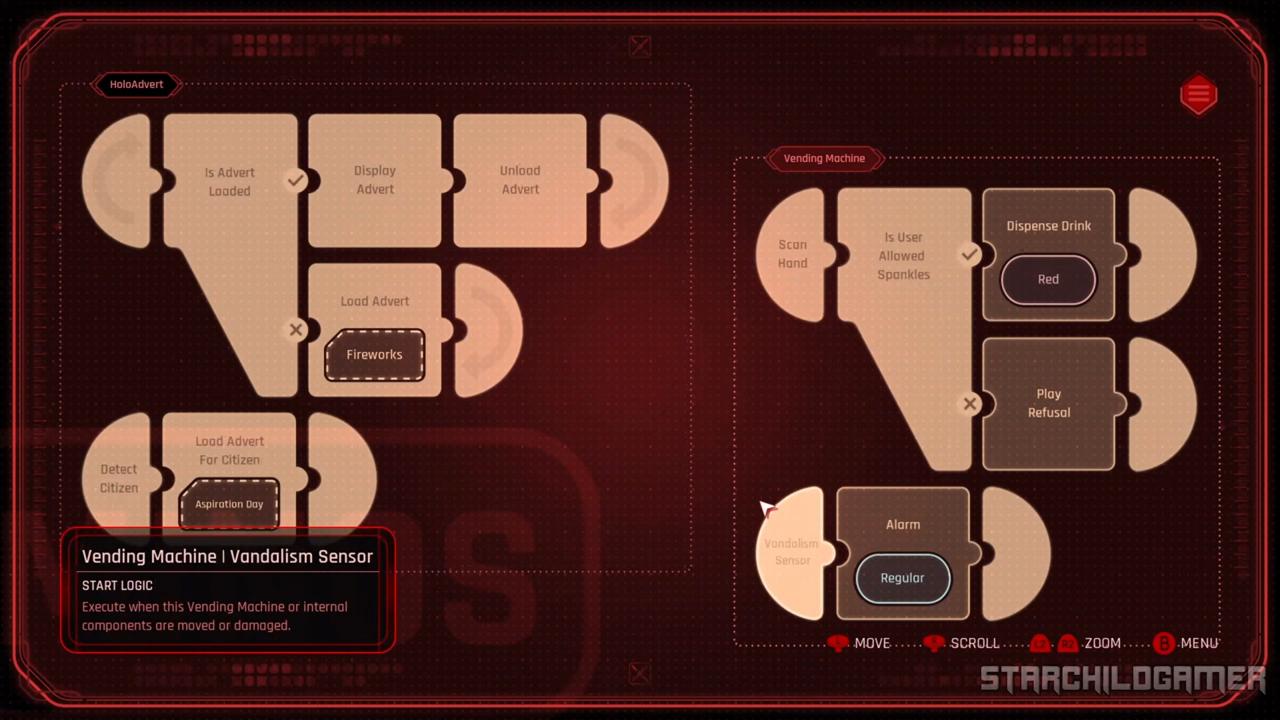 HoloAdvert
Is Advert
Loaded
Display
Advert
Unload
Advert
Load Advert
Fireworks
Detect
Citizen
Load Advert
For Citizen
Aspiration Day
Vending Machine | Vandalism Sensor
START LOGIC
Execute when this Vending Machine or internal
components are moved or damaged.
Vending Machine
Scan
Hand
Is User
Allowed
Spankles
Dispense Drink
Red
Play
Refusal
Vandalism
Sensor
Alarm
Regular
L MOVE R SCROLL L2 R2 ZOOM B MENU
STARCHILDGAMER